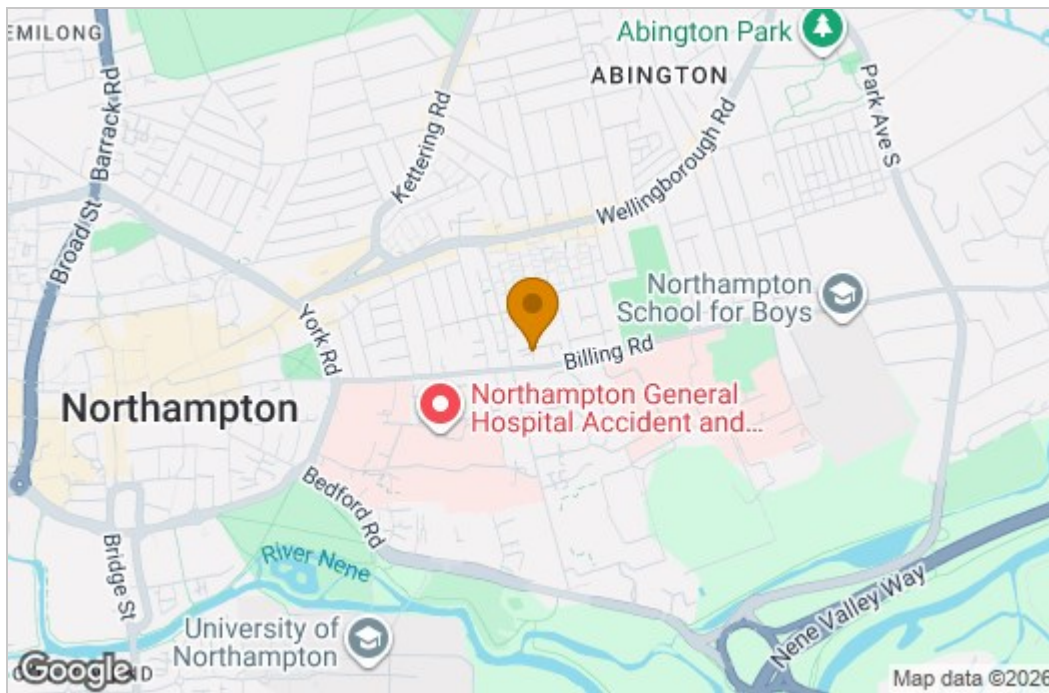 EMILONG
Abington Park
ABINGTON
Park Ave S
Barrack Rd
Broad St
Kettering Rd
Wellingborough Rd
Northampton
School for Boys
York Rd
Billing Rd
Northampton
Northampton General
Hospital Accident and...
Bedford Rd
Bridge St
River Nene
University of
Northampton
Nene Valley Way
Google
Map data ©2026